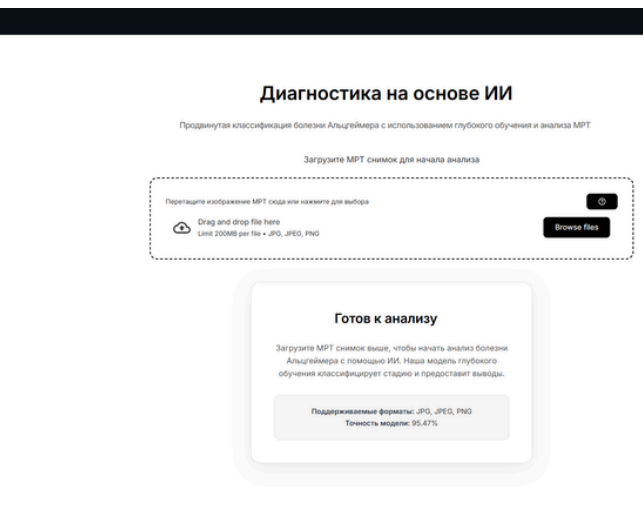 Диагностика на основе ИИ
Продвинутая классификация болезни Альцгеймера с использованием глубокого обучения и анализа МРТ
Загрузите МРТ снимок для начала анализа
Перетащите изображение МРТ сюда или нажмите для выбора
Drag and drop file here
Limit 200MB per file • JPG, JPEG, PNG
Browse files
Готов к анализу
Загрузите МРТ снимок выше, чтобы начать анализ болезни
Альцгеймера с помощью ИИ. Наша модель глубокого
обучения классифицирует стадию и предоставит выводы.
Поддерживаемые форматы: JPG, JPEG, PNG
Точность модели: 95.47%